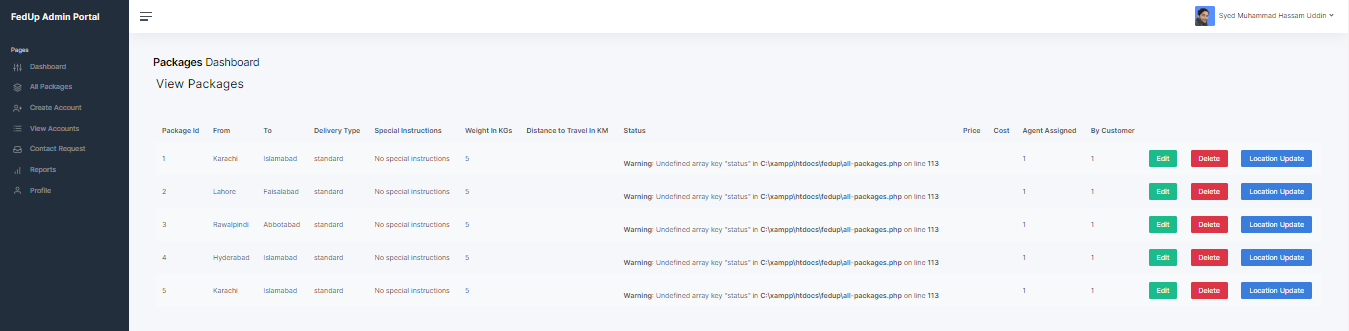 FedUp Admin Portal
Syed Muhammad Hassam Uddin
Pages
Dashboard
All Packages
Create Account
View Accounts
Contact Request
Reports
Profile
Packages Dashboard
View Packages
Package Id From To Delivery Type Special Instructions Weight In KGs Distance to Travel In KM Status Price Cost Agent Assigned By Customer
1 Karachi Islamabad standard No special instructions 5 Warning: Undefined array key "status" in C:\xampp\htdocs\fedup\all-packages.php on line 113 1 1 Edit Delete Location Update
2 Lahore Faisalabad standard No special instructions 5 Warning: Undefined array key "status" in C:\xampp\htdocs\fedup\all-packages.php on line 113 1 1 Edit Delete Location Update
3 Rawalpindi Abbotabad standard No special instructions 5 Warning: Undefined array key "status" in C:\xampp\htdocs\fedup\all-packages.php on line 113 1 1 Edit Delete Location Update
4 Hyderabad Islamabad standard No special instructions 5 Warning: Undefined array key "status" in C:\xampp\htdocs\fedup\all-packages.php on line 113 1 1 Edit Delete Location Update
5 Karachi Islamabad standard No special instructions 5 Warning: Undefined array key "status" in C:\xampp\htdocs\fedup\all-packages.php on line 113 1 1 Edit Delete Location Update